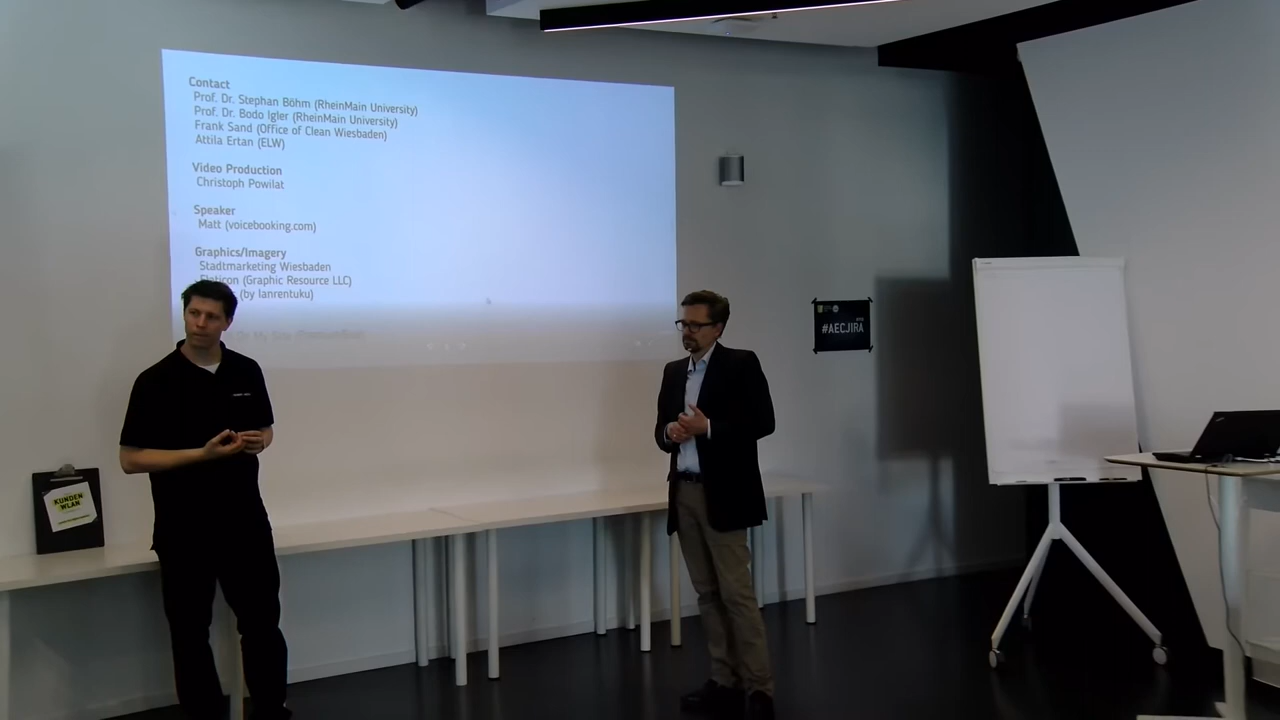 Contact
Prof. Dr. Stephan Böhm (RheinMain University)
Prof. Dr. Bodo Igler (RheinMain University)
Frank Sand (Office of Clean Wiesbaden)
Attila Ertan (ELW)
Video Production
Christoph Powilat
Speaker
Matt (voicebooking.com)
Graphics/Imagery
Stadtmarketing Wiesbaden
Flaticon (Graphic Resource LLC)
(by lanrentuku)
#AECJIRA
KUNDEN
WLAN